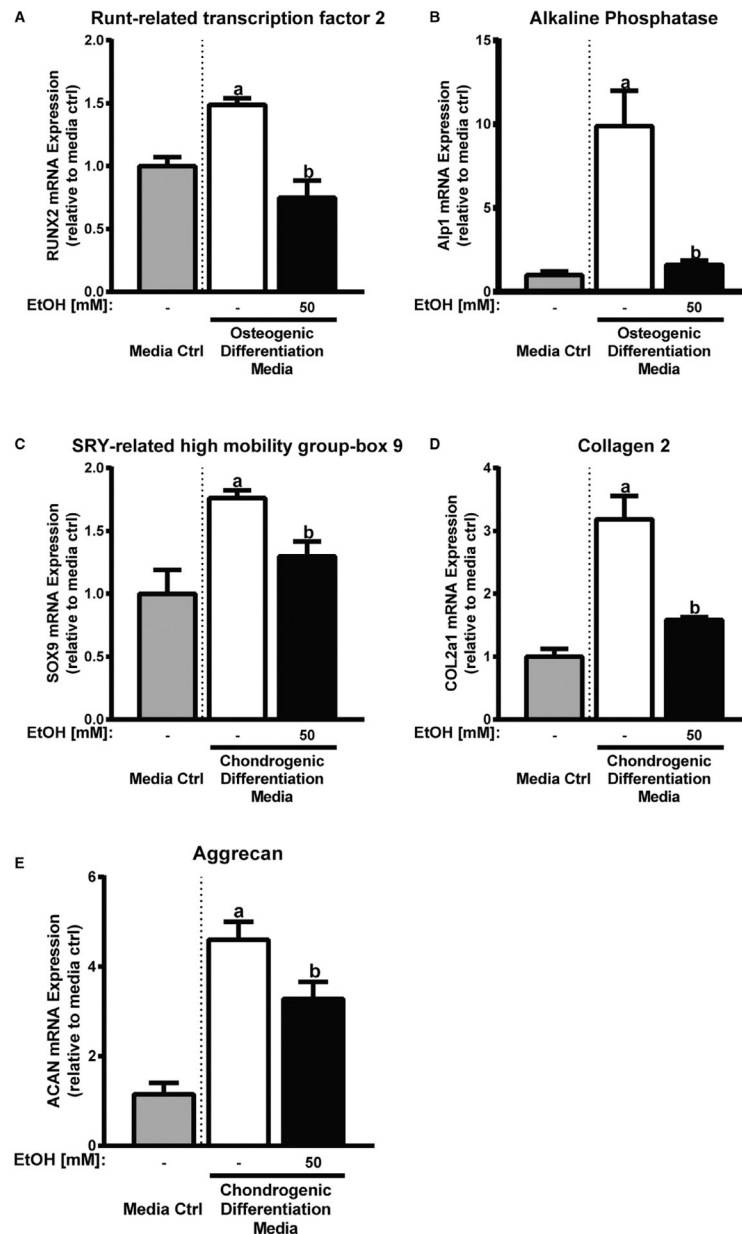 A
Runt-related transcription factor 2
RUNX2 mRNA Expression
(relative to media ctrl)
2.0
1.5
1.0
0.5
0.0
a
b
EtOH [mM]: - - 50
Media Ctrl
Osteogenic
Differentiation
Media
B
Alkaline Phosphatase
Alp1 mRNA Expression
(relative to media ctrl)
15
10
5
0
a
b
EtOH [mM]: - - 50
Media Ctrl
Osteogenic
Differentiation
Media
C
SRY-related high mobility group-box 9
SOX9 mRNA Expression
(relative to media ctrl)
2.0
1.5
1.0
0.5
0.0
a
b
EtOH [mM]: - - 50
Media Ctrl
Chondrogenic
Differentiation
Media
D
Collagen 2
COL2a1 mRNA Expression
(relative to media ctrl)
4
3
2
1
0
a
b
EtOH [mM]: - - 50
Media Ctrl
Chondrogenic
Differentiation
Media
E
Aggrecan
ACAN mRNA Expression
(relative to media ctrl)
6
4
2
0
a
b
EtOH [mM]: - - 50
Media Ctrl
Chondrogenic
Differentiation
Media